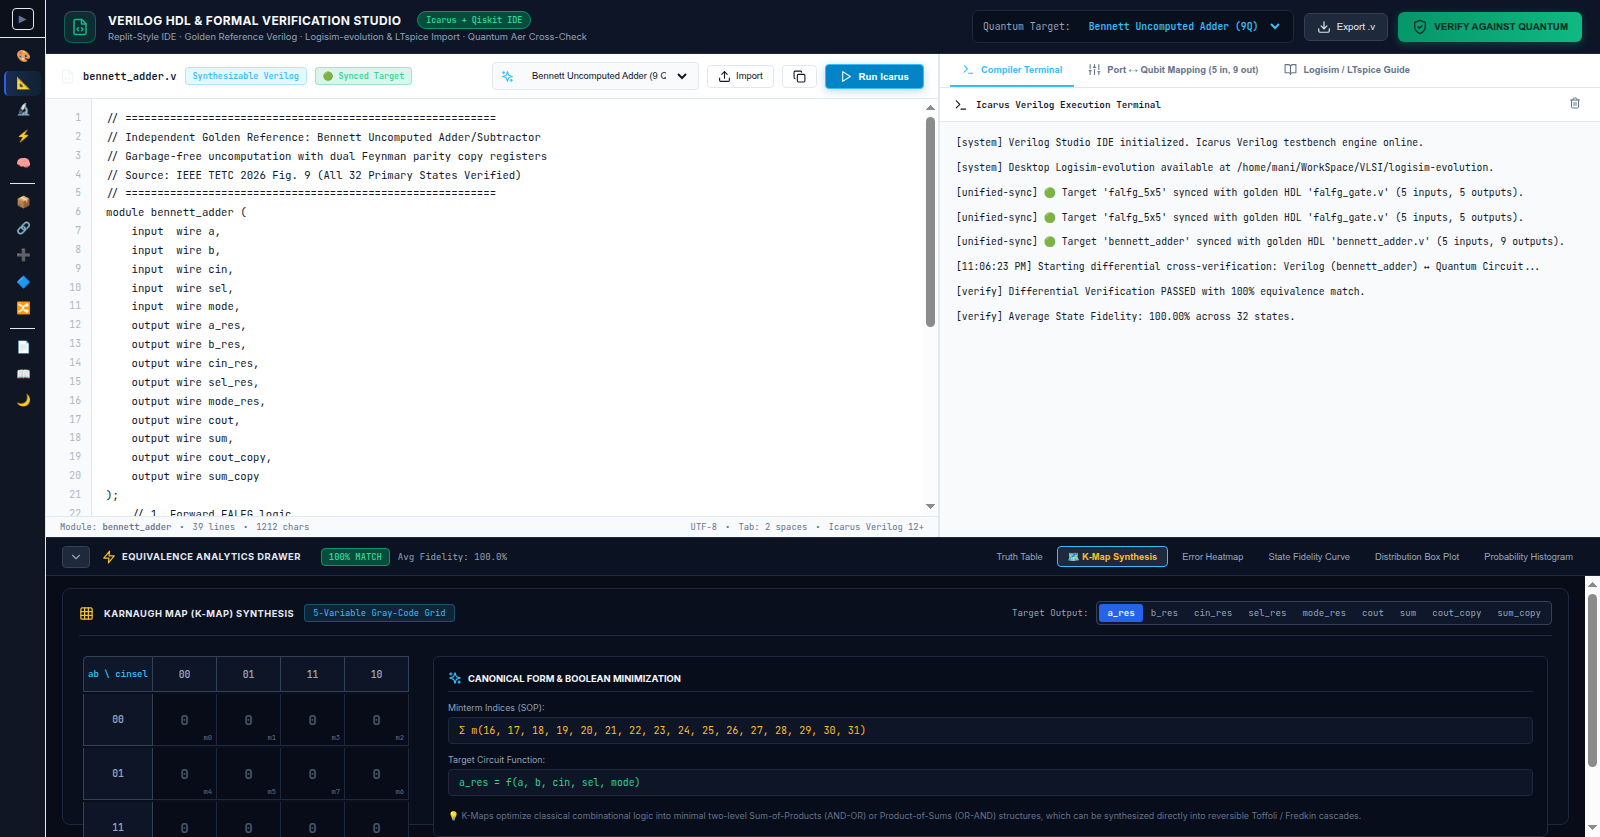 VERILOG HDL & FORMAL VERIFICATION STUDIO
Icarus + Qiskit IDE
Replit-Style IDE · Golden Reference Verilog · Logisim-evolution & LTspice Import · Quantum Aer Cross-Check
Quantum Target: Bennett Uncomputed Adder (9Q)
Export .v
VERIFY AGAINST QUANTUM
bennett_adder.v
Synthesizable Verilog
Synced Target
Bennett Uncomputed Adder (9 Q
Import
Run Icarus
1 // ==========================================================
2 // Independent Golden Reference: Bennett Uncomputed Adder/Subtractor
3 // Garbage-free uncomputation with dual Feynman parity copy registers
4 // Source: IEEE TETC 2026 Fig. 9 (All 32 Primary States Verified)
5 // ==========================================================
6 module bennett_adder (
7 input wire a,
8 input wire b,
9 input wire cin,
10 input wire sel,
11 input wire mode,
12 output wire a_res,
13 output wire b_res,
14 output wire cin_res,
15 output wire sel_res,
16 output wire mode_res,
17 output wire cout,
18 output wire sum,
19 output wire cout_copy,
20 output wire sum_copy
21 );
22 // 1. Forward FALFG logic
Module: bennett_adder • 39 lines • 1212 chars
UTF-8 • Tab: 2 spaces • Icarus Verilog 12+
Compiler Terminal
Port ↔ Qubit Mapping (5 in, 9 out)
Logisim / LTspice Guide
Icarus Verilog Execution Terminal
[system] Verilog Studio IDE initialized. Icarus Verilog testbench engine online.
[system] Desktop Logisim-evolution available at /home/mani/WorkSpace/VLSI/logisim-evolution.
[unified-sync] 🟢 Target 'falfg_5x5' synced with golden HDL 'falfg_gate.v' (5 inputs, 5 outputs).
[unified-sync] 🟢 Target 'falfg_5x5' synced with golden HDL 'falfg_gate.v' (5 inputs, 5 outputs).
[unified-sync] 🟢 Target 'bennett_adder' synced with golden HDL 'bennett_adder.v' (5 inputs, 9 outputs).
[11:06:23 PM] Starting differential cross-verification: Verilog (bennett_adder) ↔ Quantum Circuit...
[verify] Differential Verification PASSED with 100% equivalence match.
[verify] Average State Fidelity: 100.00% across 32 states.
EQUIVALENCE ANALYTICS DRAWER
100% MATCH
Avg Fidelity: 100.0%
Truth Table
K-Map Synthesis
Error Heatmap
State Fidelity Curve
Distribution Box Plot
Probability Histogram
KARNAUGH MAP (K-MAP) SYNTHESIS
5-Variable Gray-Code Grid
Target Output: a_res b_res cin_res sel_res mode_res cout sum cout_copy sum_copy
ab \ cinsel 00 01 11 10
00 0 m0 0 m1 0 m3 0 m2
01 0 m4 0 m5 0 m7 0 m6
11 0 0 0 0
CANONICAL FORM & BOOLEAN MINIMIZATION
Minterm Indices (SOP):
Σ m(16, 17, 18, 19, 20, 21, 22, 23, 24, 25, 26, 27, 28, 29, 30, 31)
Target Circuit Function:
a_res = f(a, b, cin, sel, mode)
💡 K-Maps optimize classical combinational logic into minimal two-level Sum-of-Products (AND-OR) or Product-of-Sums (OR-AND) structures, which can be synthesized directly into reversible Toffoli / Fredkin cascades.